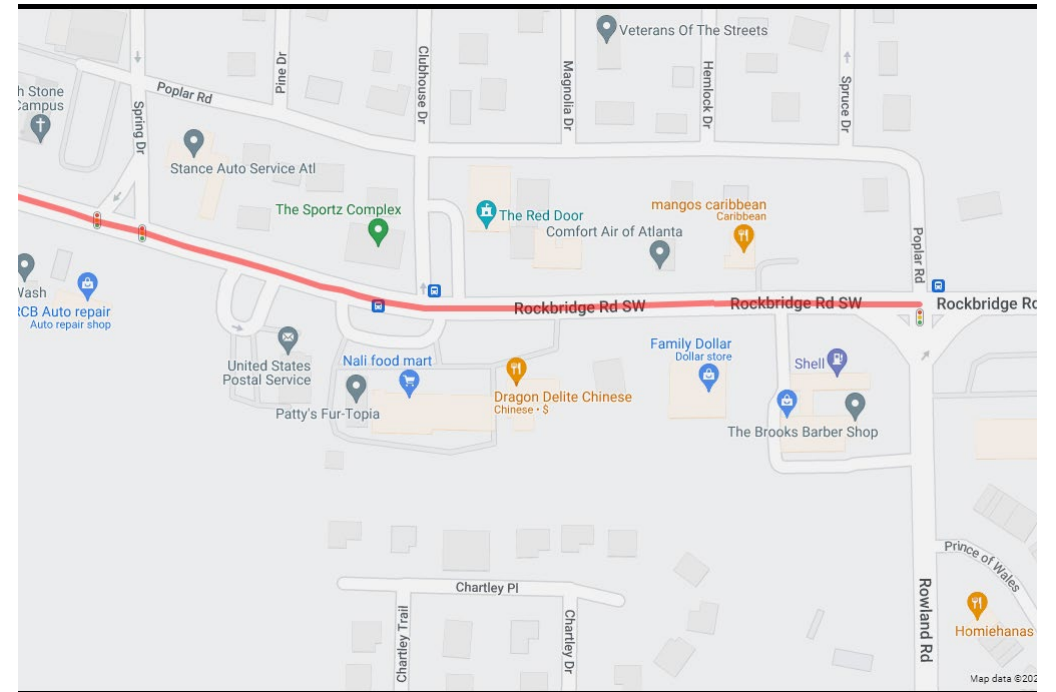 Veterans Of The Streets
Pine Dr
Clubhouse Dr
Magnolia Dr
Hemlock Dr
Spruce Dr
h Stone
Campus
Poplar Rd
Spring Dr
Stance Auto Service Atl
The Sportz Complex
The Red Door
Comfort Air of Atlanta
mangos caribbean
Caribbean
Poplar Rd
Wash
RCB Auto repair
Auto repair shop
Rockbridge Rd SW
Rockbridge Rd SW
Rockbridge Rd
United States
Postal Service
Nali food mart
Patty's Fur-Topia
Dragon Delite Chinese
Chinese • $
Family Dollar
Dollar store
Shell
The Brooks Barber Shop
Chartley Pl
Chartley Trail
Chartley Dr
Prince of Wales
Rowland Rd
Homiehanas
Map data ©202